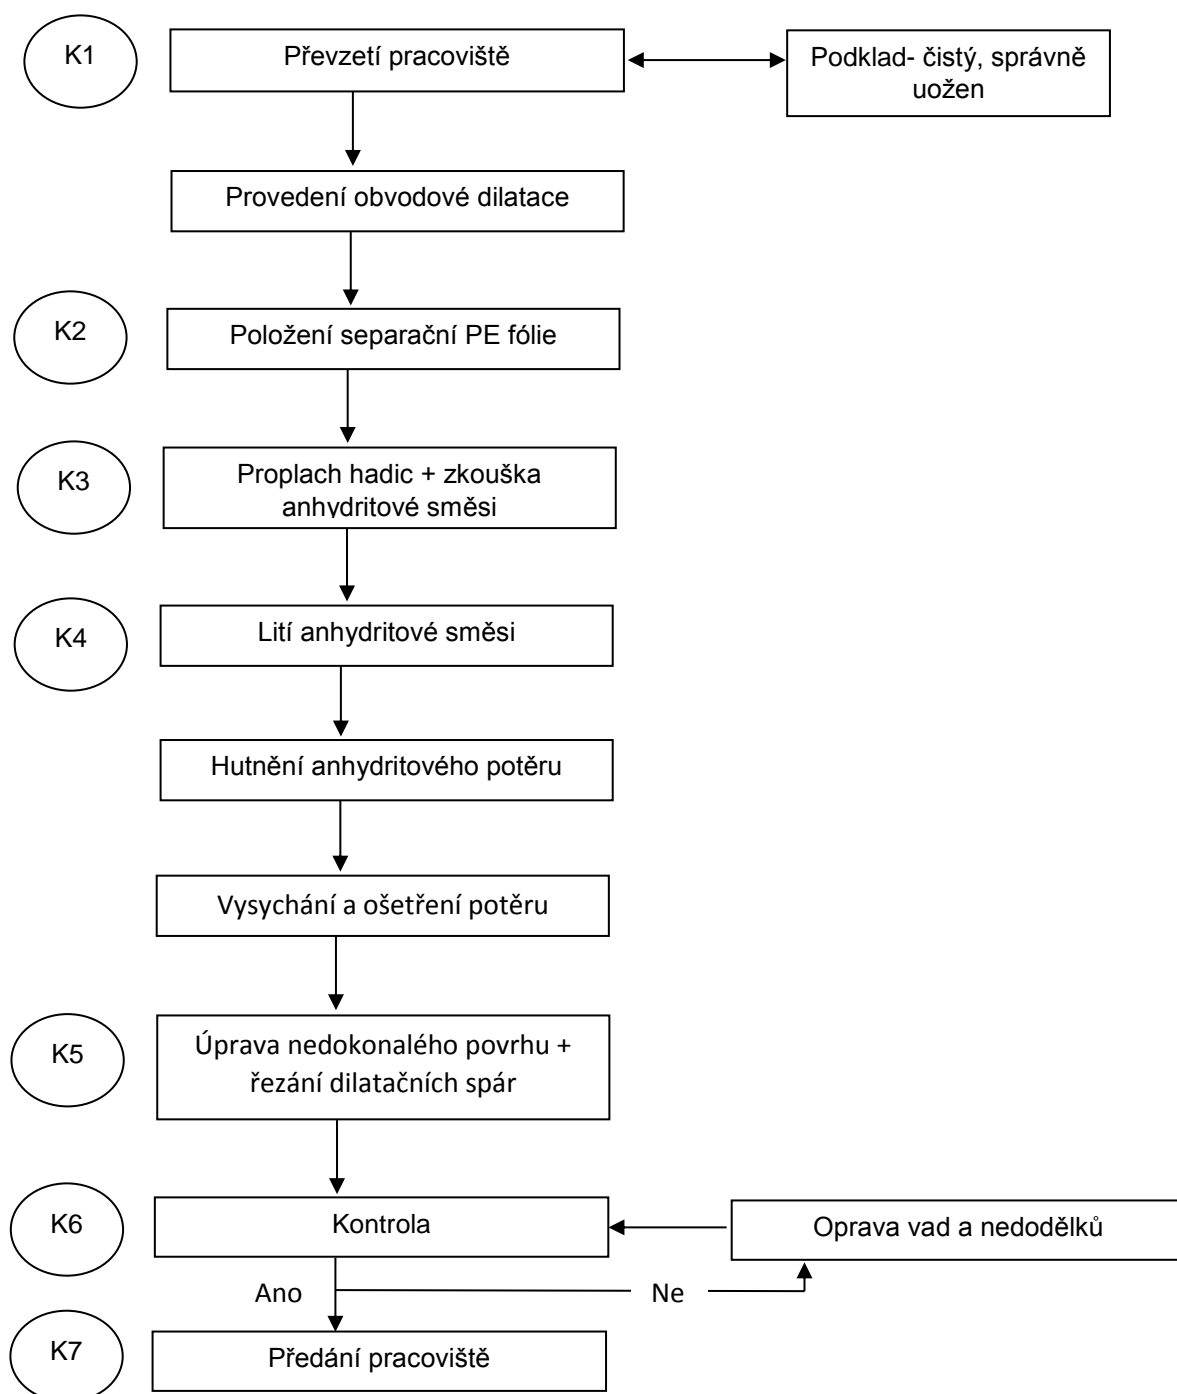 K1
Převzetí pracoviště
Podklad- čistý, správně
uožen
Provedení obvodové dilatace
K2
Položení separační PE fólie
K3
Proplach hadic + zkouška
anhydritové směsi
K4
Lití anhydritové směsi
Hutnění anhydritového potěru
Vysychání a ošetření potěru
K5
Úprava nedokonalého povrhu +
řezání dilatačních spár
K6
Kontrola
Oprava vad a nedodělků
Ano
Ne
K7
Předání pracoviště